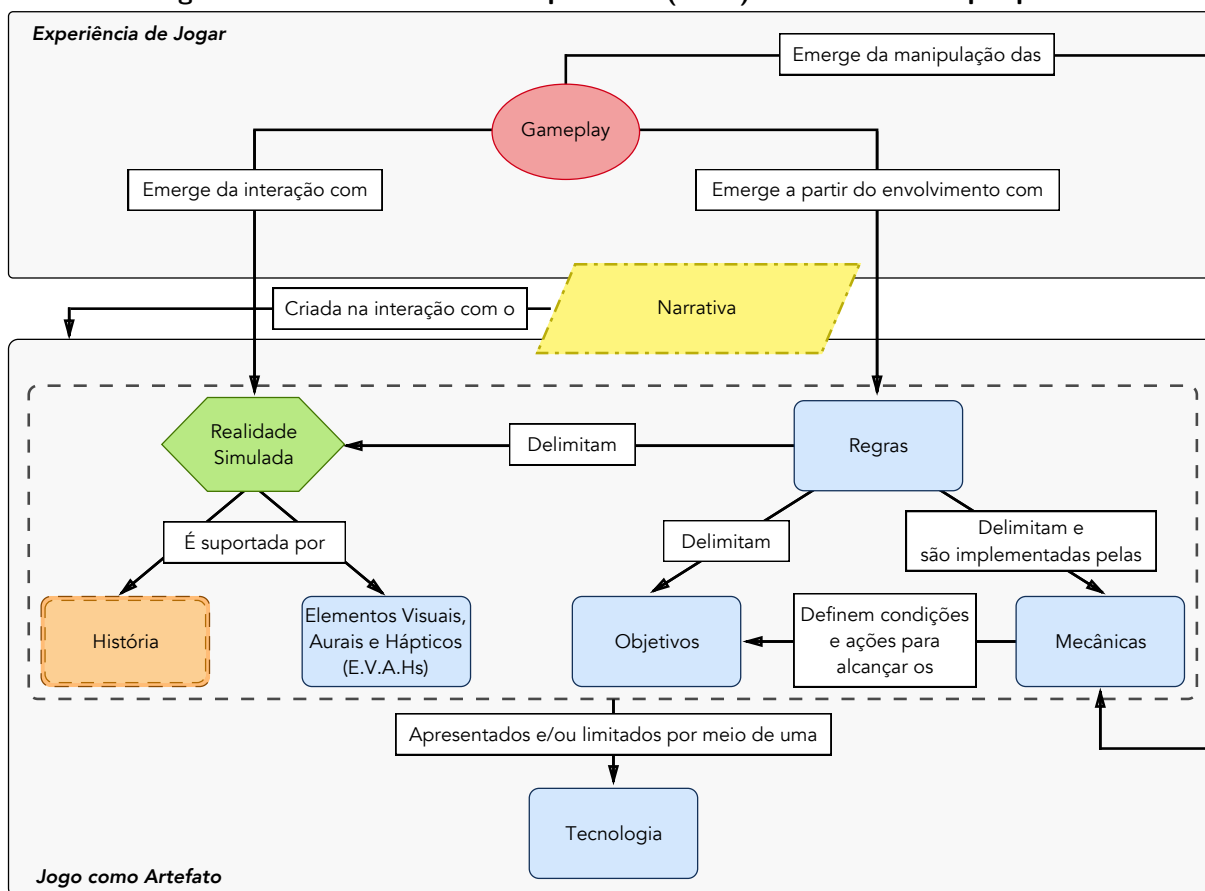 Experiência de Jogar
Emerge da manipulação das
Gameplay
Emerge da interação com
Emerge a partir do envolvimento com
Criada na interação com o
Narrativa
Realidade
Simulada
Delimitam
Regras
É suportada por
Delimitam
Delimitam e
são implementadas pelas
História
Elementos Visuais,
Aurais e Hápticos
(E.V.A.Hs)
Objetivos
Definem condições
e ações para
alcançar os
Mecânicas
Apresentados e/ou limitados por meio de uma
Tecnologia
Jogo como Artefato